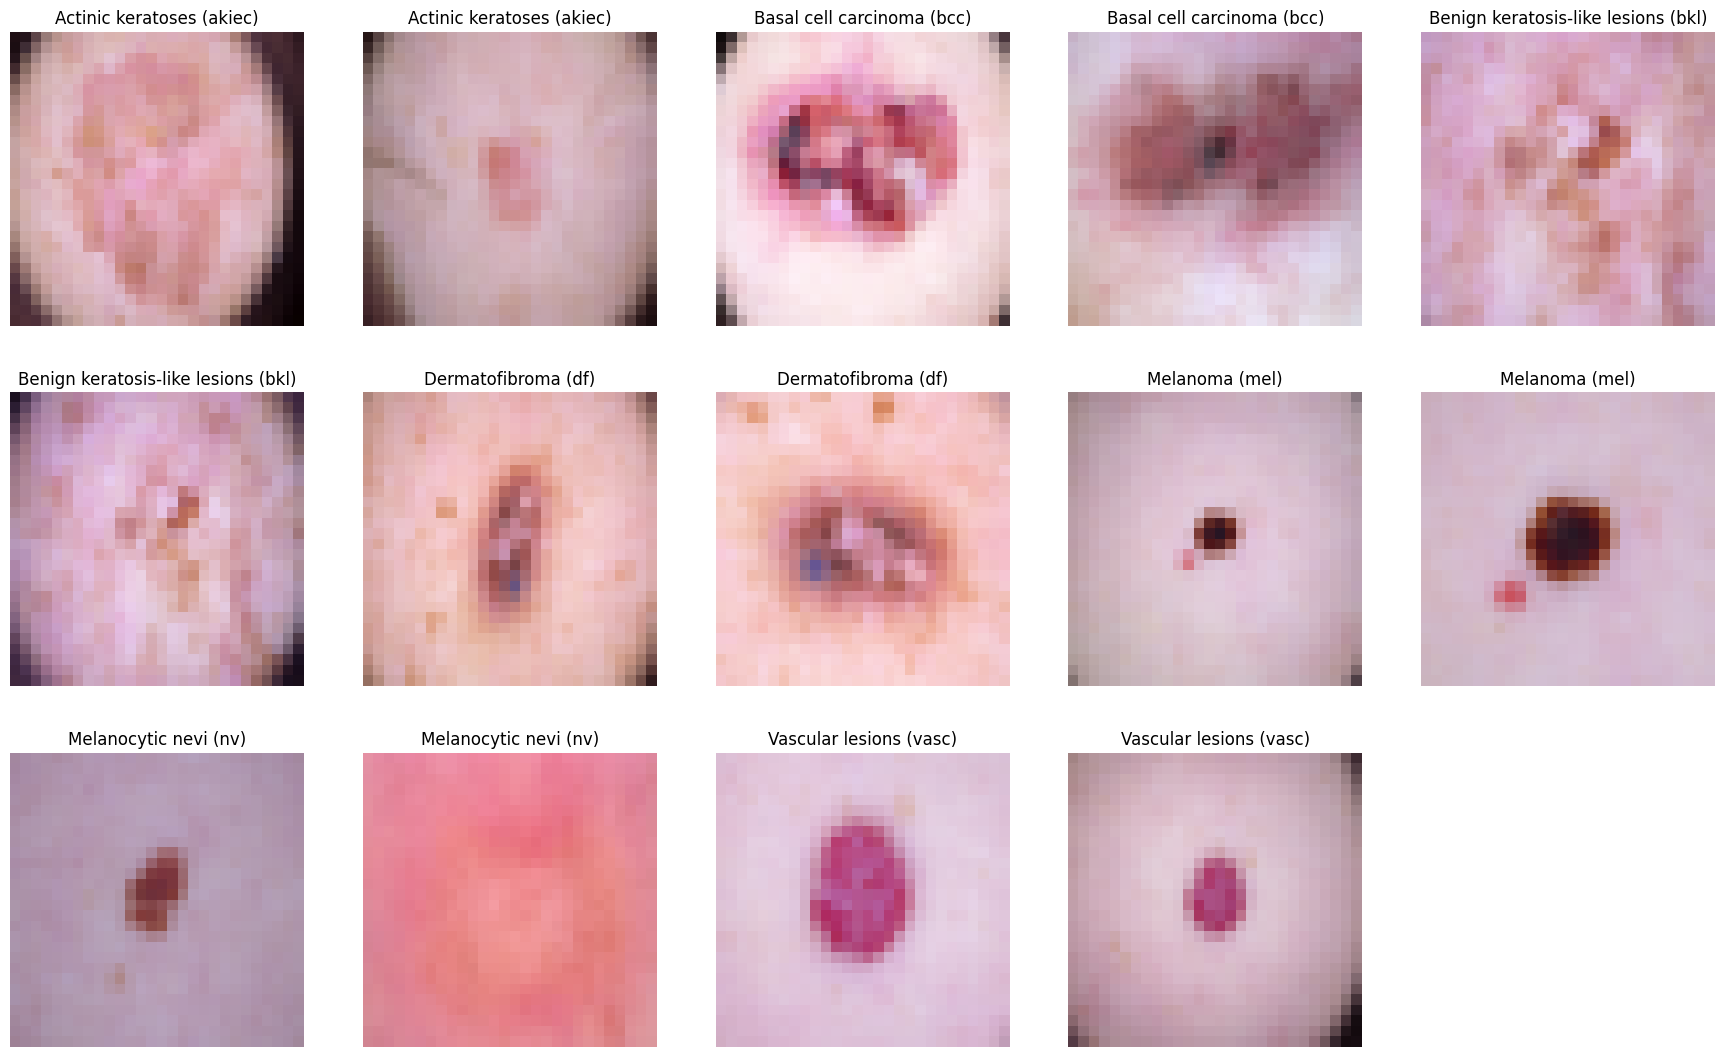 Actinic keratoses (akiec)
Actinic keratoses (akiec)
Basal cell carcinoma (bcc)
Basal cell carcinoma (bcc)
Benign keratosis-like lesions (bkl)
Benign keratosis-like lesions (bkl)
Dermatofibroma (df)
Dermatofibroma (df)
Melanoma (mel)
Melanoma (mel)
Melanocytic nevi (nv)
Melanocytic nevi (nv)
Vascular lesions (vasc)
Vascular lesions (vasc)